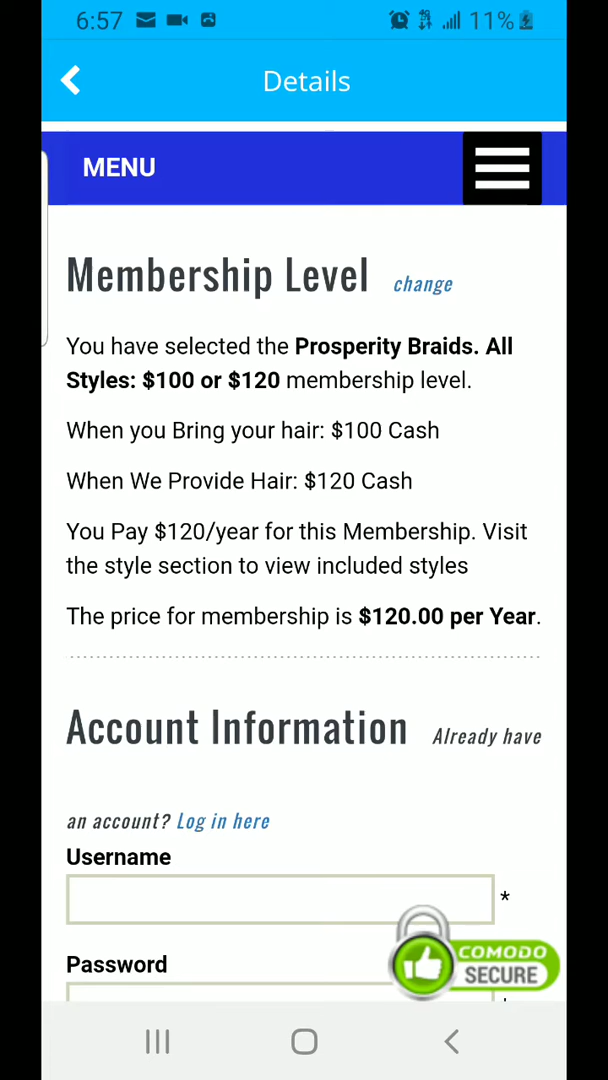 6:57 11%
Details
MENU
Membership Level change
You have selected the Prosperity Braids. All
Styles: $100 or $120 membership level.
When you Bring your hair: $100 Cash
When We Provide Hair: $120 Cash
You Pay $120/year for this Membership. Visit
the style section to view included styles
The price for membership is $120.00 per Year.
Account Information Already have
an account? Log in here
Username
*
COMODO
SECURE
Password